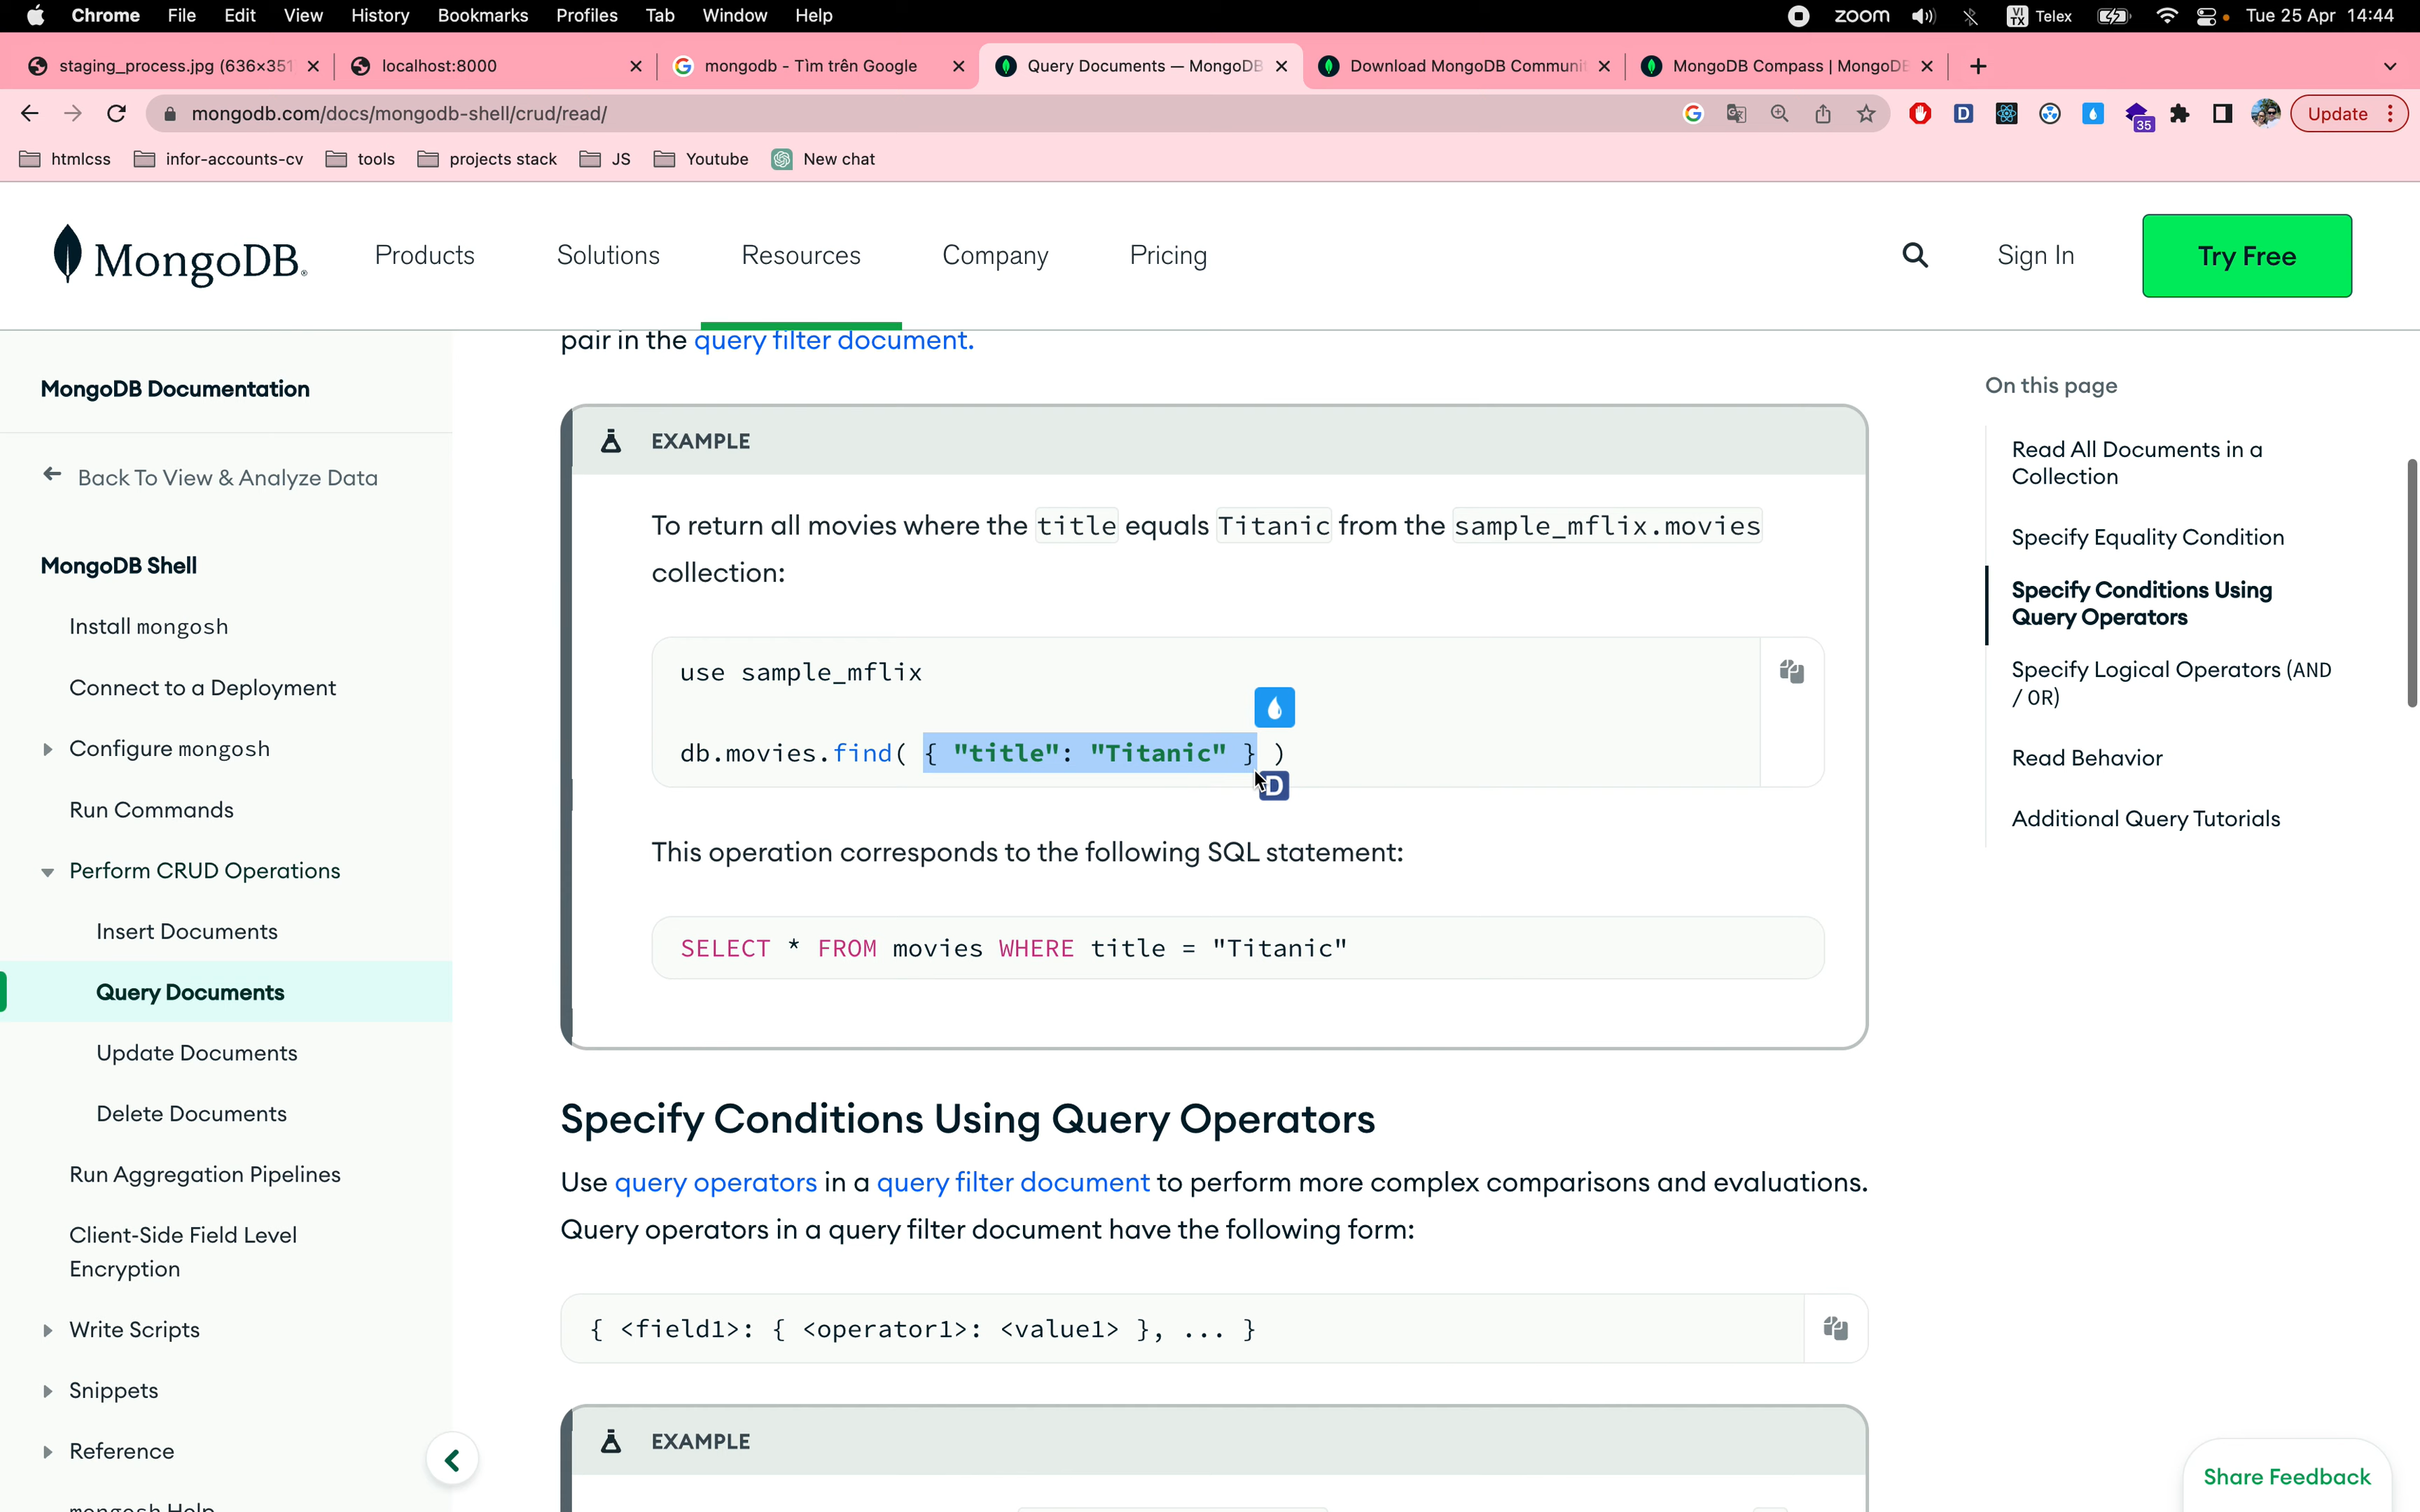 Chrome File Edit View History Bookmarks Profiles Tab Window Help zoom VI TX Telex Tue 25 Apr 14:44
staging_process.jpg (636×351 localhost:8000 mongodb - Tìm trên Google Query Documents — MongoDB Download MongoDB Communit MongoDB Compass | MongoDB
mongodb.com/docs/mongodb-shell/crud/read/ D 35 Update
htmlcss infor-accounts-cv tools projects stack JS Youtube New chat
MongoDB. Products Solutions Resources Company Pricing Sign In Try Free
MongoDB Documentation
Back To View & Analyze Data
MongoDB Shell
Install mongosh
Connect to a Deployment
Configure mongosh
Run Commands
Perform CRUD Operations
Insert Documents
Query Documents
Update Documents
Delete Documents
Run Aggregation Pipelines
Client-Side Field Level
Encryption
Write Scripts
Snippets
Reference
mongosh Help
pair in the query filter document.
EXAMPLE
To return all movies where the title equals Titanic from the sample_mflix.movies
collection:
use sample_mflix
db.movies.find( { "title": "Titanic" } )
D
This operation corresponds to the following SQL statement:
SELECT * FROM movies WHERE title = "Titanic"
Specify Conditions Using Query Operators
Use query operators in a query filter document to perform more complex comparisons and evaluations.
Query operators in a query filter document have the following form:
{ <field1>: { <operator1>: <value1> }, ... }
EXAMPLE
On this page
Read All Documents in a
Collection
Specify Equality Condition
Specify Conditions Using
Query Operators
Specify Logical Operators (AND
/ OR)
Read Behavior
Additional Query Tutorials
Share Feedback